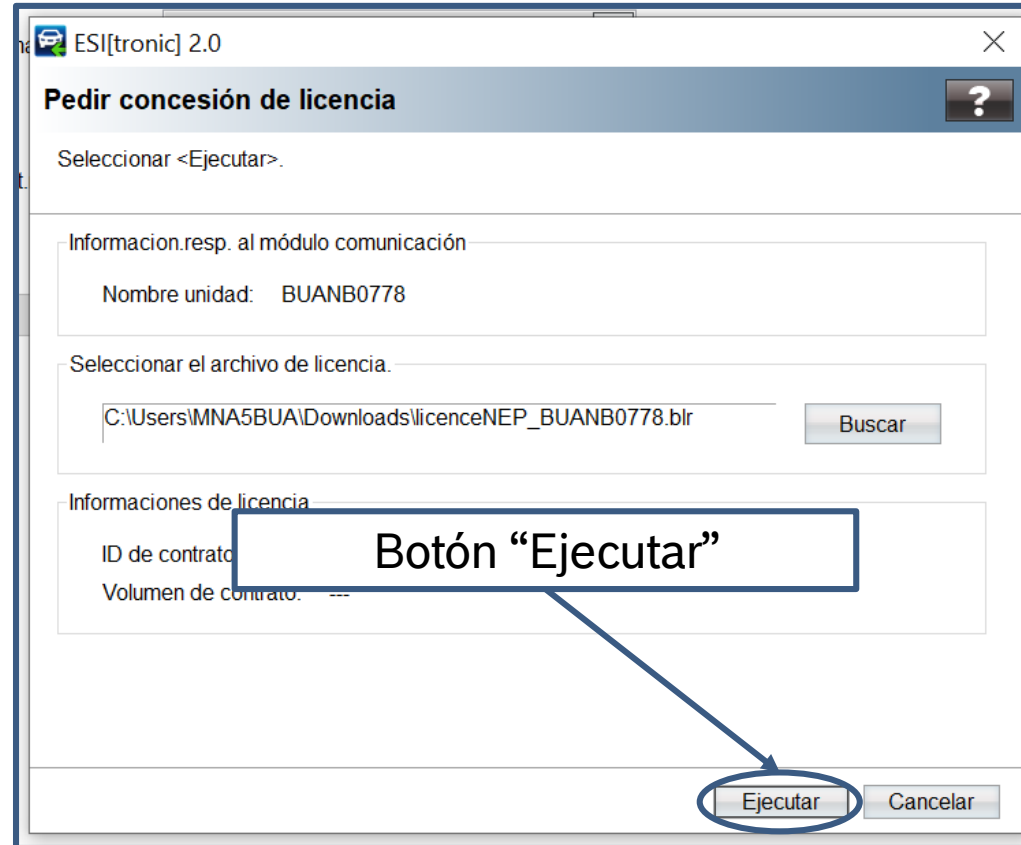 ESI[tronic] 2.0
Pedir concesión de licencia
?
Seleccionar <Ejecutar>.
Informacion.resp. al módulo comunicación
Nombre unidad: BUANB0778
Seleccionar el archivo de licencia.
C:\Users\MNA5BUA\Downloads\licenceNEP_BUANB0778.blr
Buscar
Informaciones de licencia
ID de contrato
Botón “Ejecutar”
Volumen de contrato: ---
Ejecutar Cancelar